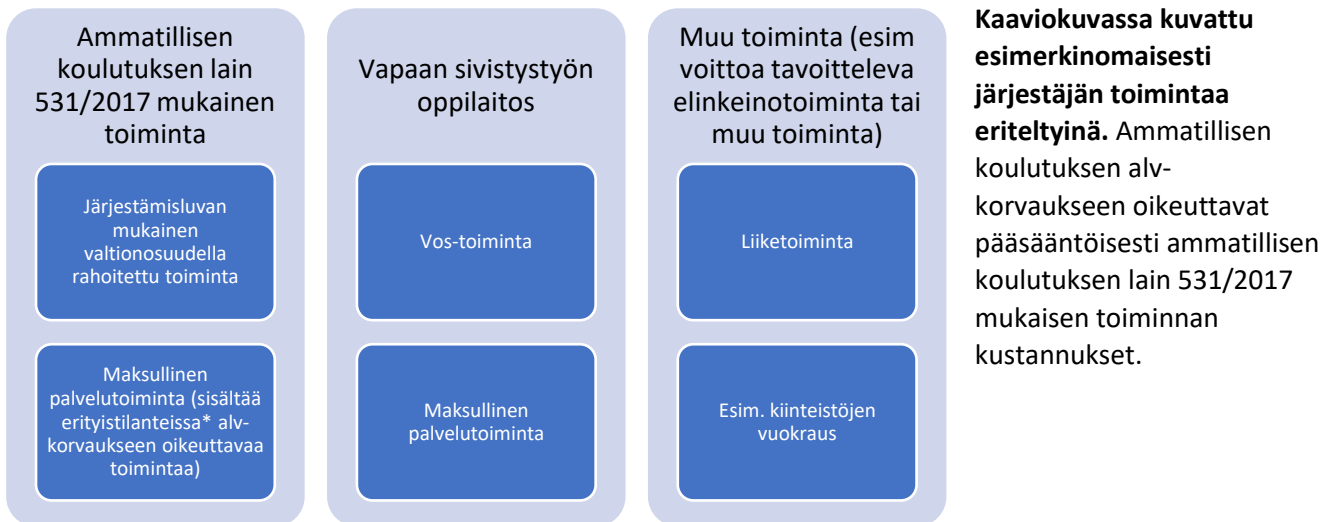 Ammatillisen
koulutuksen lain
531/2017 mukainen
toiminta
Järjestämisluvan
mukainen
valtionosuudella
rahoitettu toiminta
Maksullinen
palvelutoiminta (sisältää
erityistilanteissa* alv-
korvaukseen oikeuttavaa
toimintaa)
Vapaan sivistystyön
oppilaitos
Vos-toiminta
Maksullinen
palvelutoiminta
Muu toiminta (esim
voittoa tavoitteleva
elinkeinotoiminta tai
muu toiminta)
Liiketoiminta
Esim. kiinteistöjen
vuokraus
Kaaviokuvassa kuvattu
esimerkinomaisesti
järjestäjän toimintaa
eriteltyinä. Ammatillisen
koulutuksen alv-
korvaukseen oikeuttavat
pääsääntöisesti ammatillisen
koulutuksen lain 531/2017
mukaisen toiminnan
kustannukset.